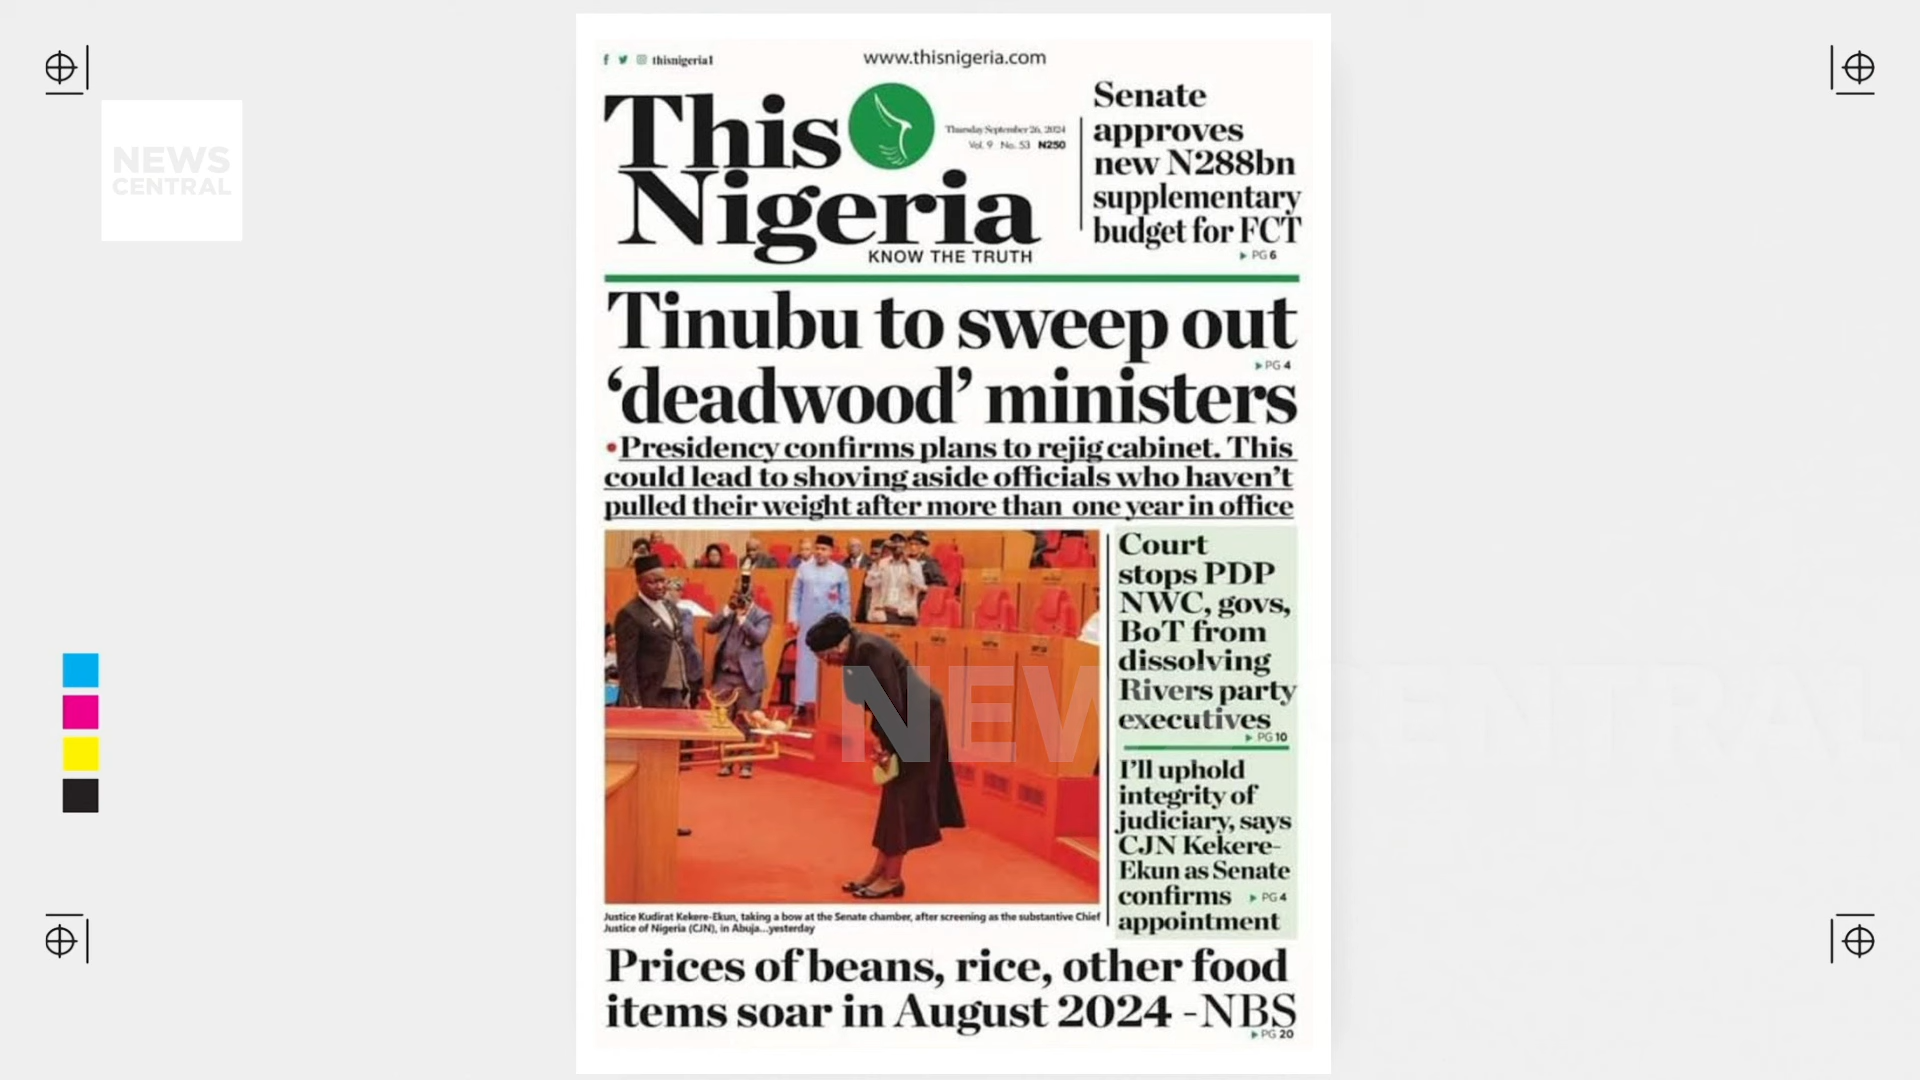 NEWS
CENTRAL
thisnigeria1
www.thisnigeria.com
This
Nigeria
KNOW THE TRUTH
Thursday September 26, 2024
Vol. 9 No. 53 N250
Senate
approves
new N288bn
supplementary
budget for FCT
PG 6
Tinubu to sweep out
PG 4
‘deadwood’ ministers
•Presidency confirms plans to rejig cabinet. This
could lead to shoving aside officials who haven’t
pulled their weight after more than one year in office
Court
stops PDP
NWC, govs,
BoT from
dissolving
Rivers party
executives
PG 10
I’ll uphold
integrity of
judiciary, says
CJN Kekere-
Ekun as Senate
confirms PG 4
appointment
Justice Kudirat Kekere-Ekun, taking a bow at the Senate chamber, after screening as the substantive Chief
Justice of Nigeria (CJN), in Abuja...yesterday
Prices of beans, rice, other food
items soar in August 2024 -NBS
PG 20
NEWS CENTRAL